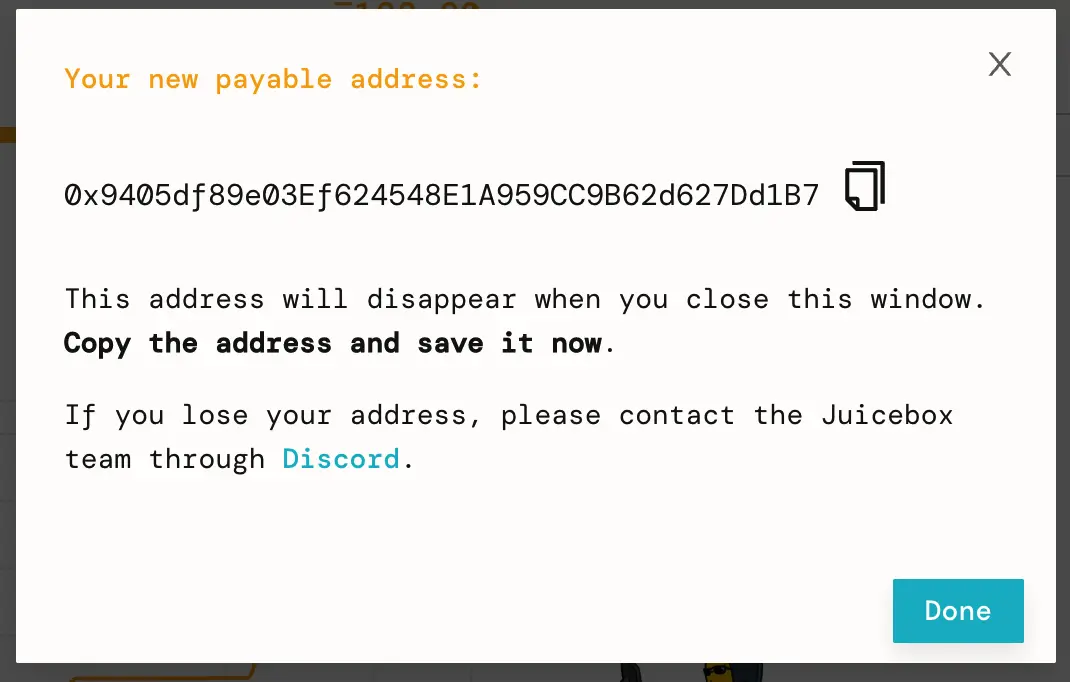 Your new payable address:
0x9405df89e03Ef624548E1A959CC9B62d627Dd1B7
This address will disappear when you close this window.
Copy the address and save it now.
If you lose your address, please contact the Juicebox
team through Discord.
Done